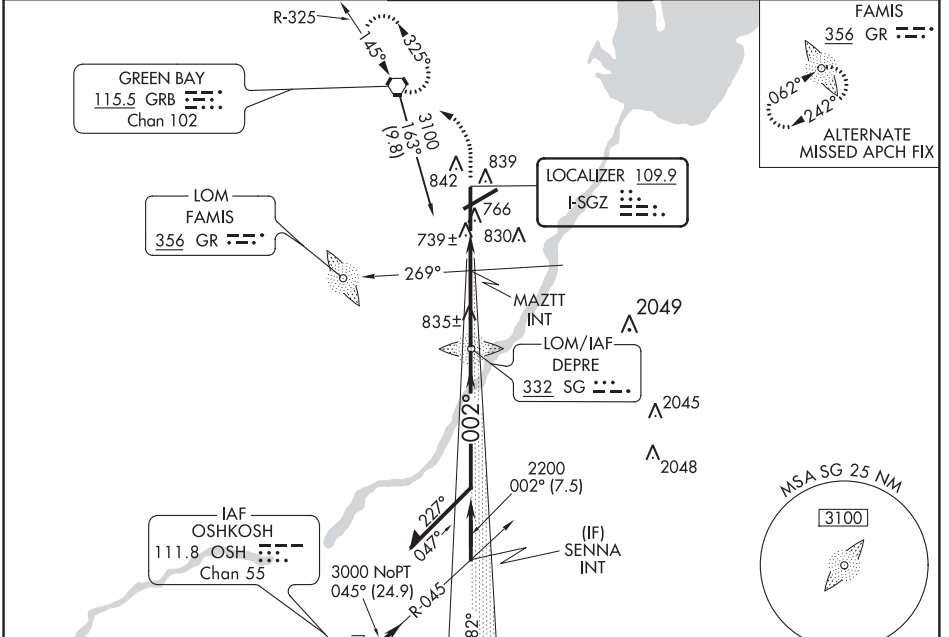 R-325
145°
325°
GREEN BAY
115.5 GRB
Chan 102
3100
163°
(9.8)
842
839
LOCALIZER 109.9
I-SGZ
766
739±
830
LOM
FAMIS
356 GR
269°
MAZTT
INT
835±
2049
LOM/IAF
DEPRE
332 SG
002°
2045
2048
2200
002° (7.5)
227°
047°
(IF)
SENNA
INT
IAF
OSHKOSH
111.8 OSH
Chan 55
3000 NoPT
045° (24.9)
R-045
82°
FAMIS
356 GR
062°
242°
ALTERNATE
MISSED APCH FIX
MSA SG 25 NM
3100